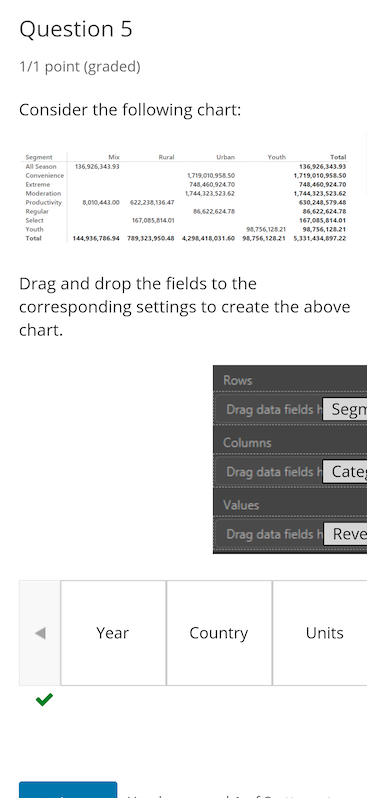 Question 5
1/1 point (graded)
Consider the following chart:
Segment Mix Rural Urban Youth Total
All Season 136,926,343.93 136,926,343.93
Convenience 1,719,010,958.50 1,719,010,958.50
Extreme 748,460,924.70 748,460,924.70
Moderation 1,744,323,523.62 1,744,323,523.62
Productivity 8,010,443.00 622,238,136.47 630,248,579.48
Regular 86,622,624.78 86,622,624.78
Select 167,085,814.01 167,085,814.01
Youth 98,756,128.21 98,756,128.21
Total 144,936,786.94 789,323,950.48 4,298,418,031.60 98,756,128.21 5,331,434,897.22
Drag and drop the fields to the
corresponding settings to create the above
chart.
Rows
Drag data fields h Segm
Columns
Drag data fields h Cate
Values
Drag data fields h Reve
Year Country Units